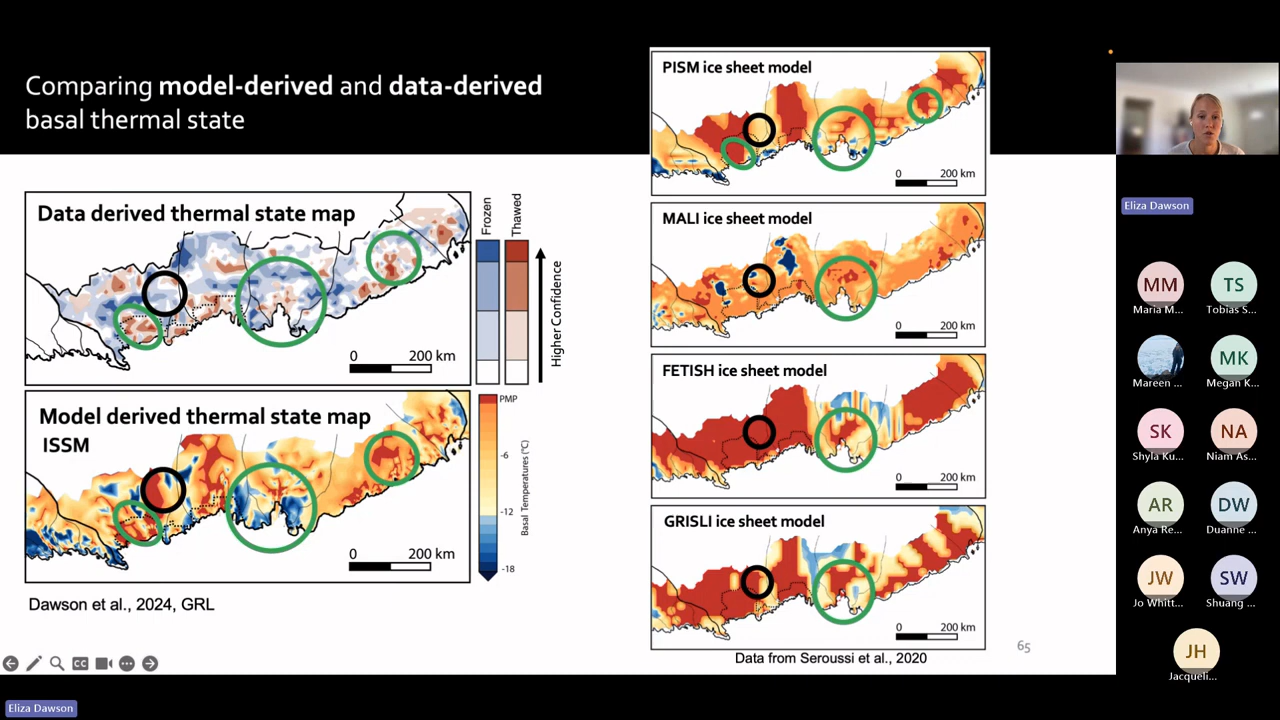 Comparing model-derived and data-derived
basal thermal state
Data derived thermal state map
0 200 km
Frozen
Thawed
Higher Confidence
Model derived thermal state map
ISSM
0 200 km
PMP
-6
-12
-18
Basal Temperatures (°C)
Dawson et al., 2024, GRL
PISM ice sheet model
0 200 km
MALI ice sheet model
0 200 km
FETISH ice sheet model
0 200 km
GRISLI ice sheet model
0 200 km
Data from Seroussi et al., 2020
65
CC
Eliza Dawson
Eliza Dawson
MM
Maria M...
TS
Tobias S...
Mareen ...
MK
Megan K...
SK
Shyla Ku...
NA
Niam As...
AR
Anya Re...
DW
Duanne ...
JW
Jo Whitt...
SW
Shuang ...
JH
Jacqueli...